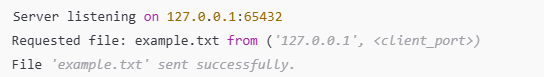 Server listening on 127.0.0.1:65432
Requested file: example.txt from ('127.0.0.1', <client_port>)
File 'example.txt' sent successfully.